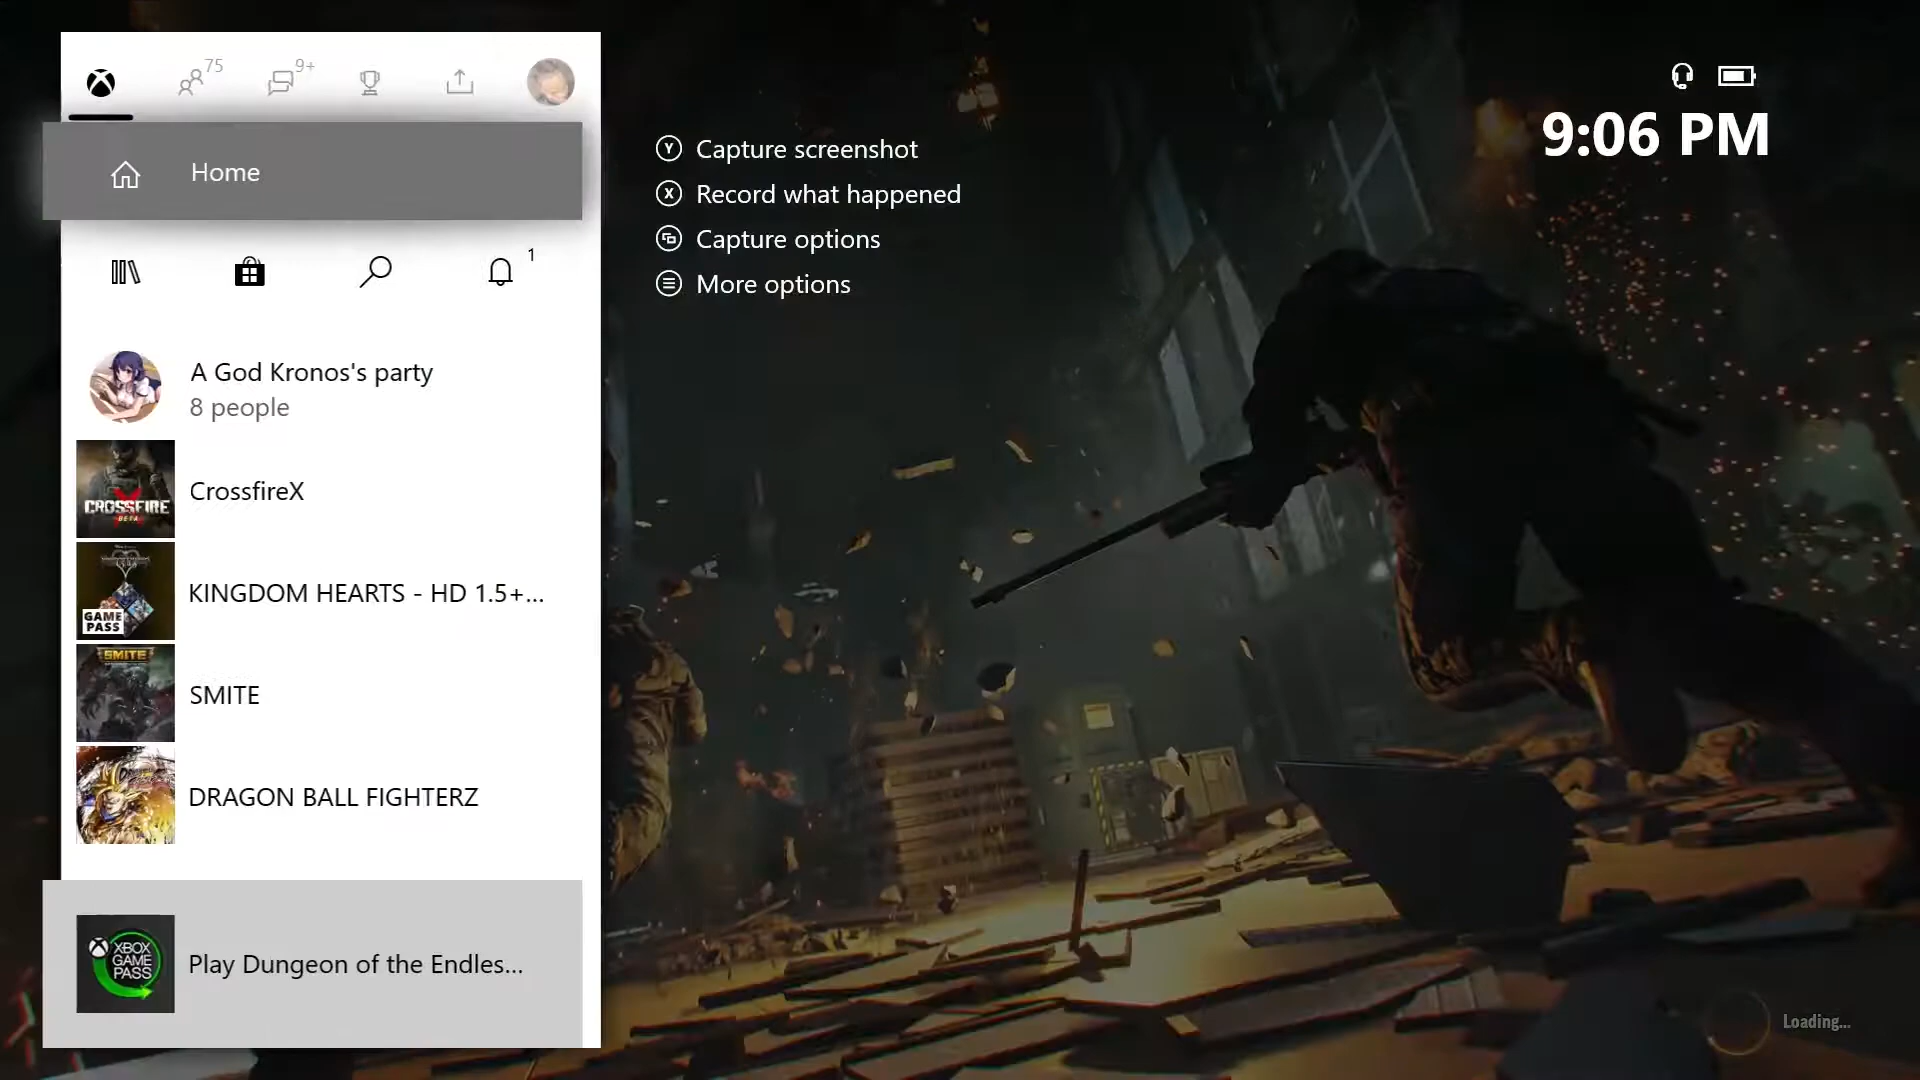 75
9+
Home
1
A God Kronos's party
8 people
CROSSFIRE
BETA
CrossfireX
GAME
PASS
KINGDOM HEARTS - HD 1.5+...
SMITE
SMITE
DRAGON BALL FIGHTERZ
XBOX
GAME
PASS
Play Dungeon of the Endles...
Y Capture screenshot
X Record what happened
Capture options
More options
9:06 PM
Loading...